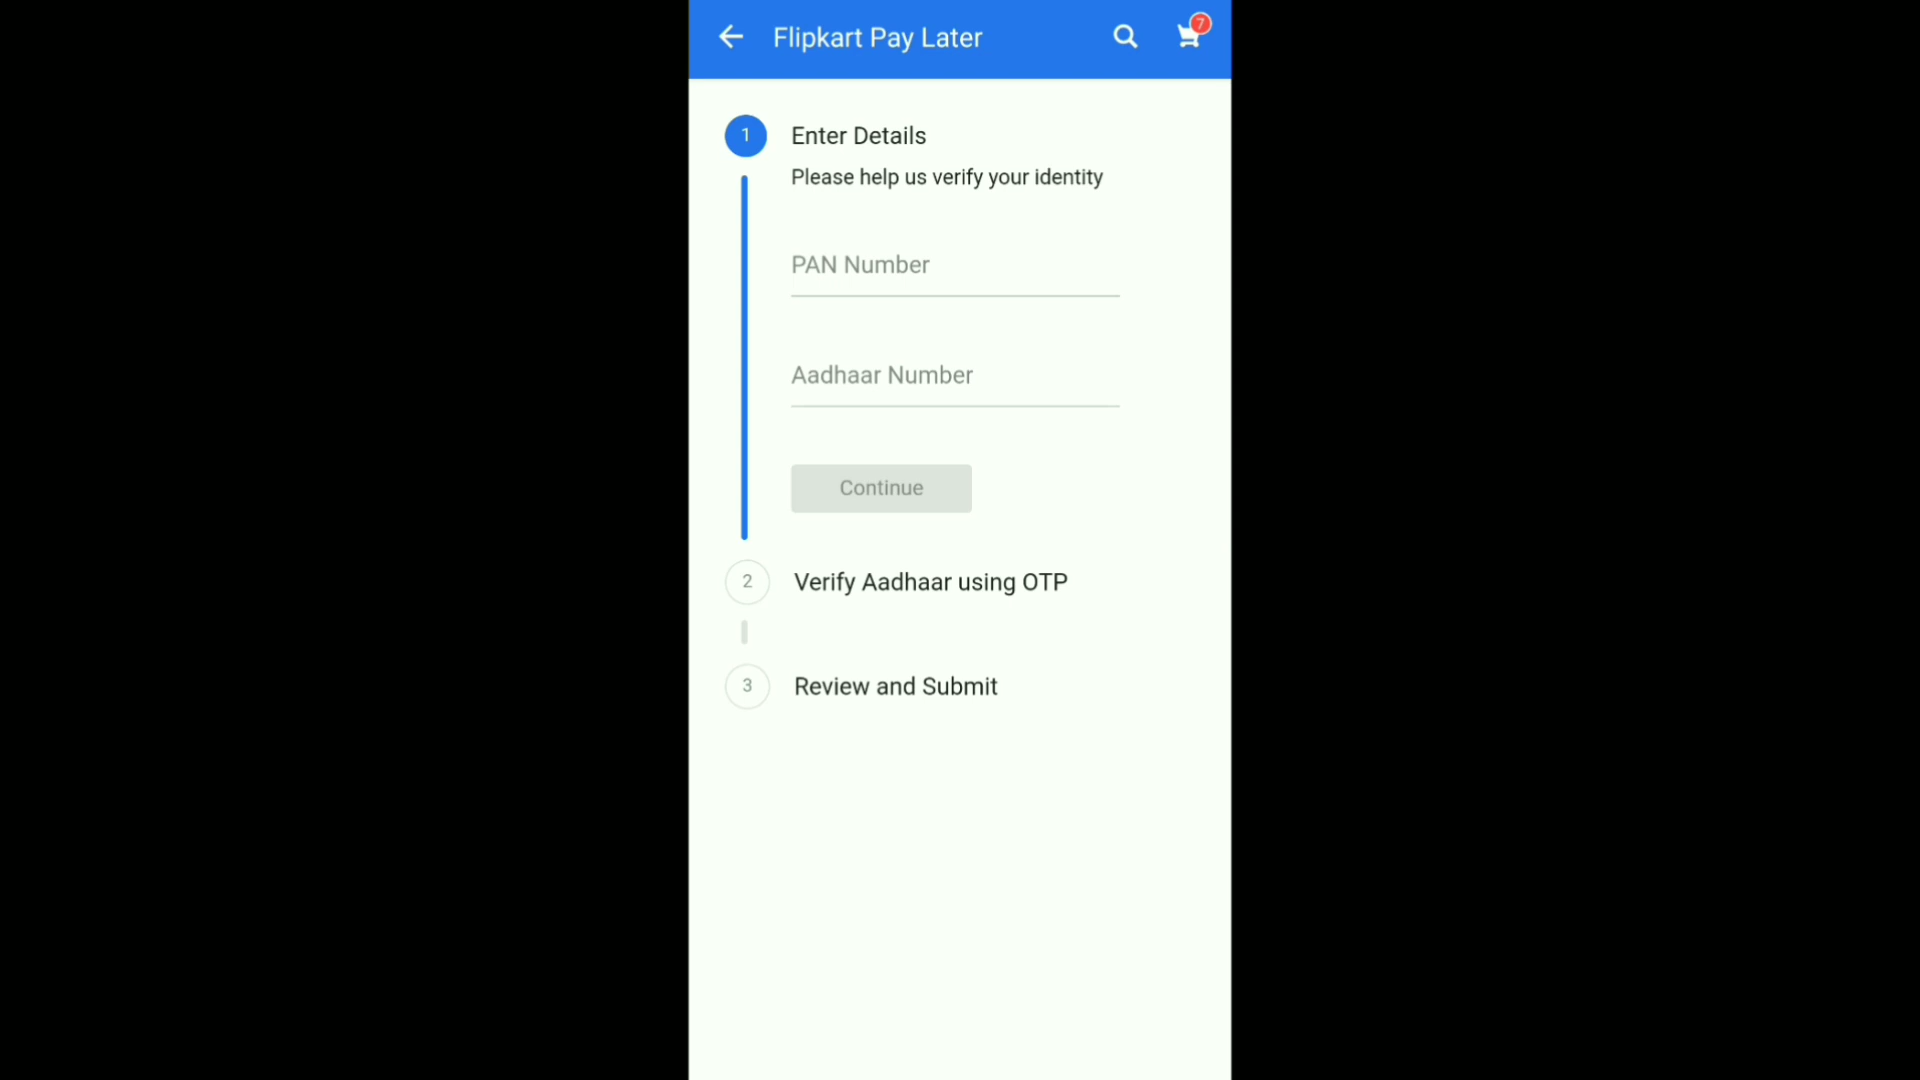 Flipkart Pay Later
7
1
Enter Details
Please help us verify your identity
PAN Number
Aadhaar Number
Continue
2
Verify Aadhaar using OTP
3
Review and Submit